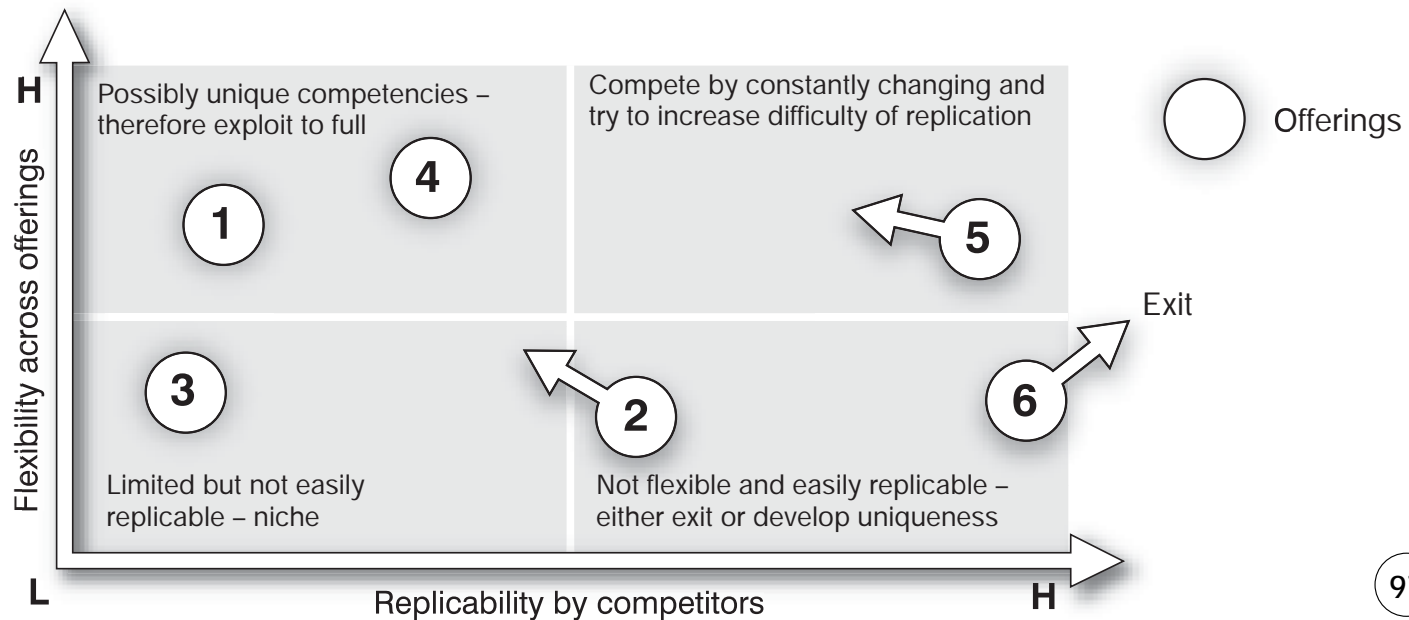 H
Possibly unique competencies –
therefore exploit to full
Compete by constantly changing and
try to increase difficulty of replication
Offerings
Flexibility across offerings
1
4
5
Exit
3
2
6
Limited but not easily
replicable – niche
Not flexible and easily replicable –
either exit or develop uniqueness
L
Replicability by competitors
H